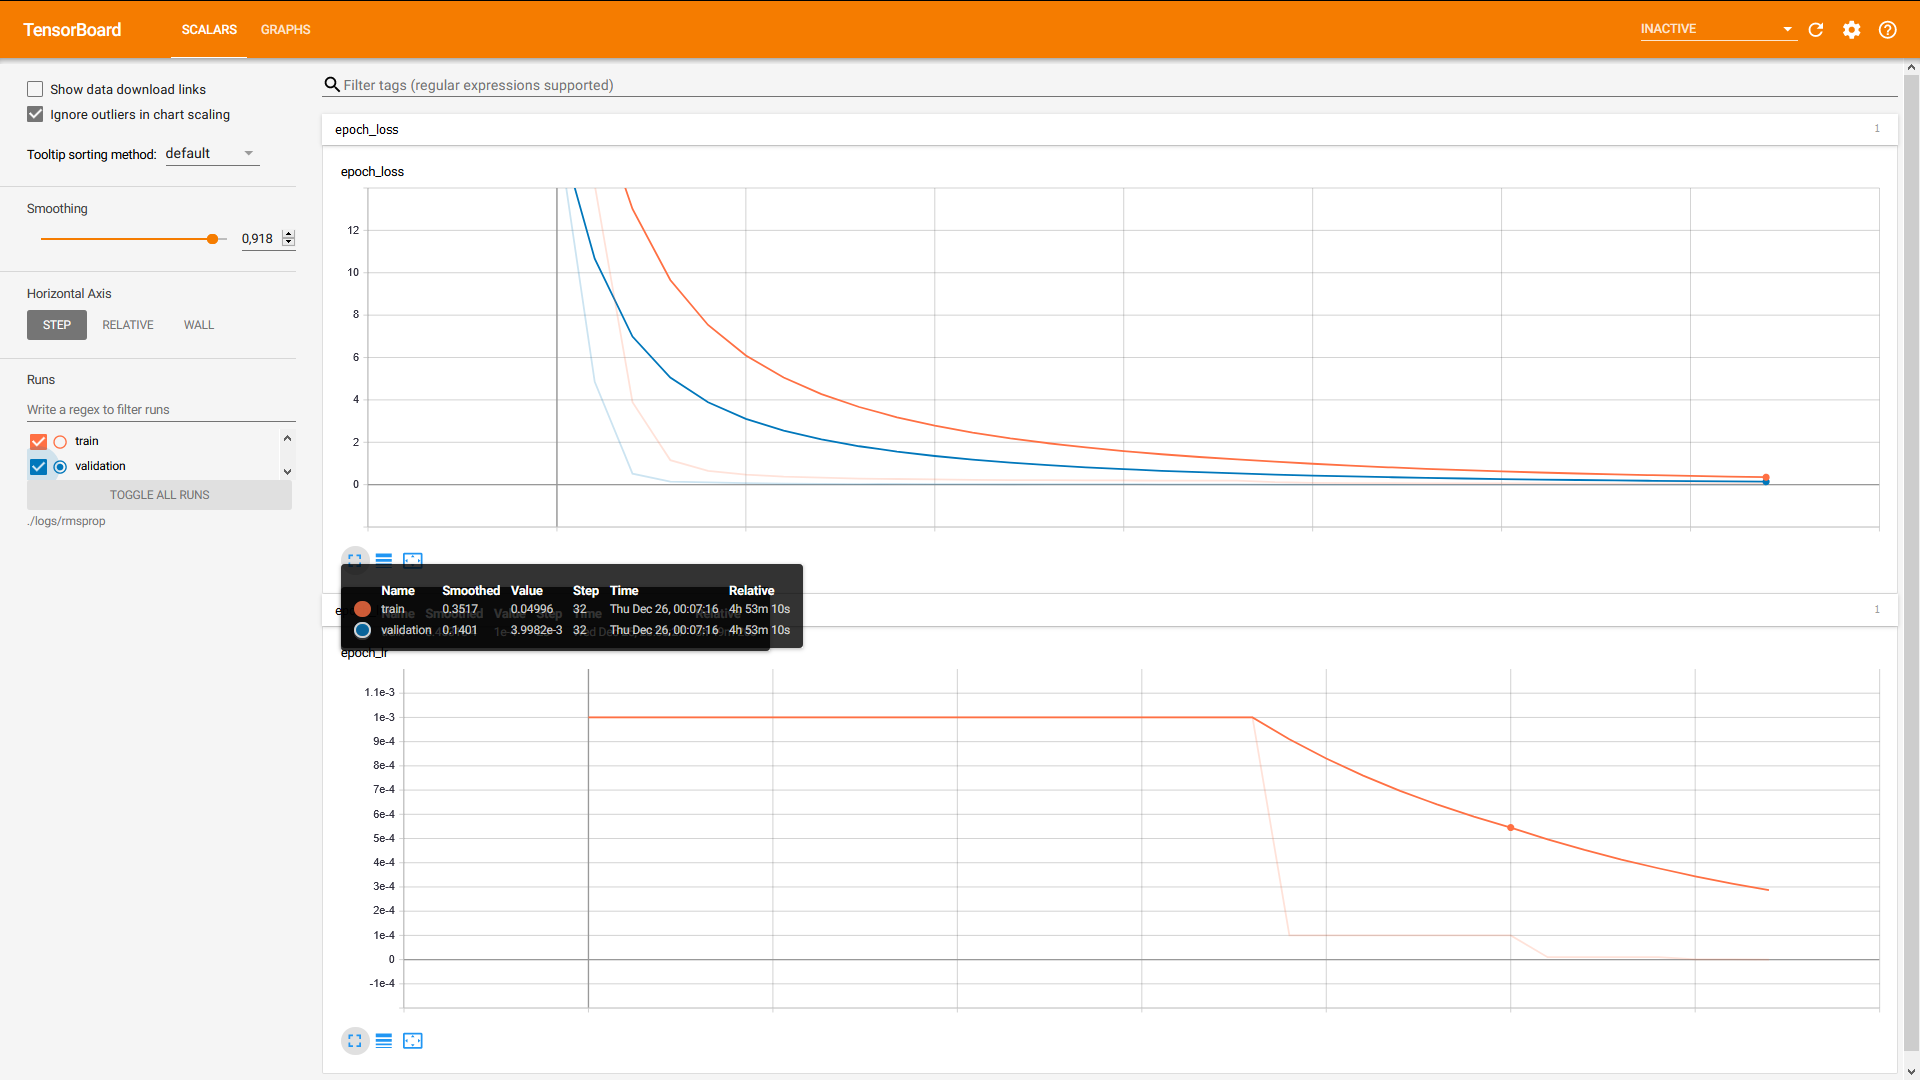 TensorBoard SCALARS GRAPHS INACTIVE
Show data download links
Ignore outliers in chart scaling
Tooltip sorting method: default
Smoothing
0,918
Horizontal Axis
STEP RELATIVE WALL
Runs
Write a regex to filter runs
train
validation
TOGGLE ALL RUNS
./logs/rmsprop
Filter tags (regular expressions supported)
epoch_loss 1
epoch_loss
12
10
8
6
4
2
0
Name Smoothed Value Step Time Relative
train 0.3517 0.04996 32 Thu Dec 26, 00:07:16 4h 53m 10s
validation 0.1401 3.9982e-3 32 Thu Dec 26, 00:07:16 4h 53m 10s
1
epoch_lr
1.1e-3
1e-3
9e-4
8e-4
7e-4
6e-4
5e-4
4e-4
3e-4
2e-4
1e-4
0
-1e-4